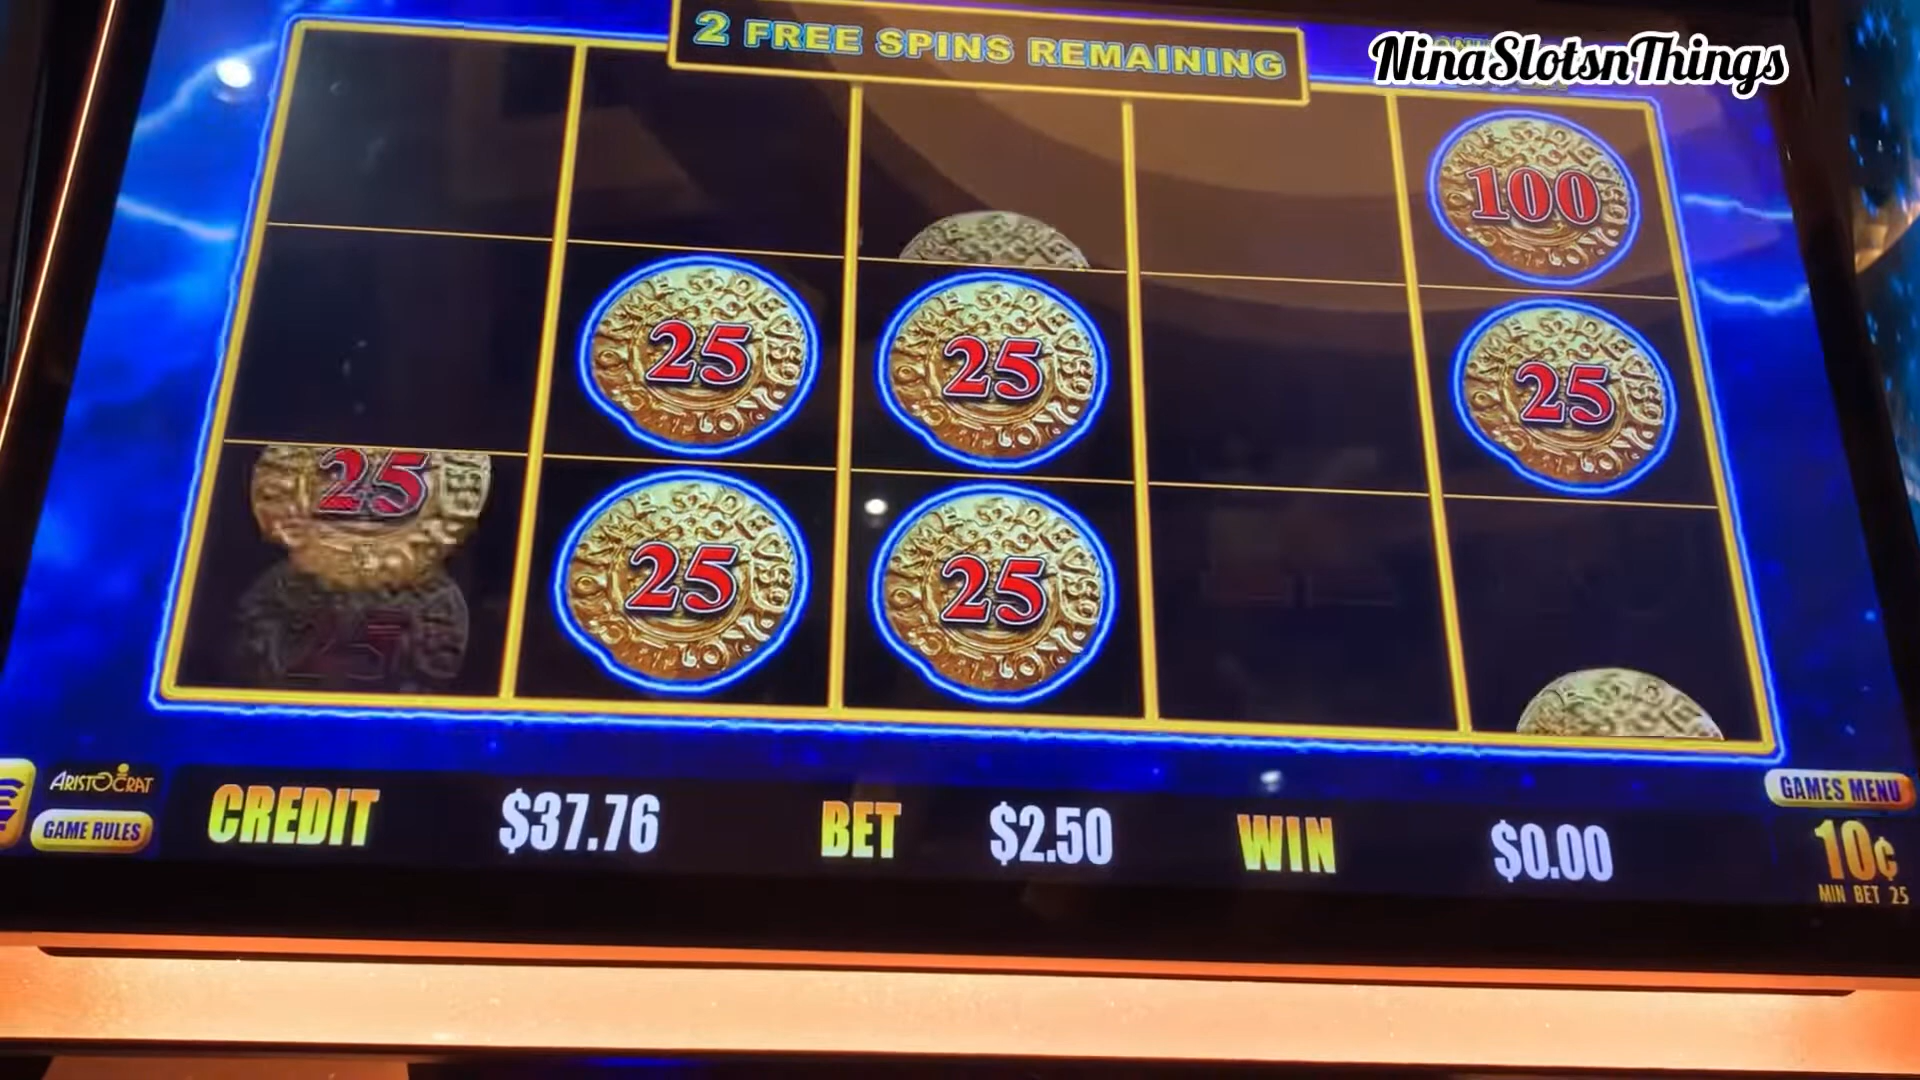 2 FREE SPINS REMAINING
NinaSlotsnThings
100
25
25
25
25
25
25
25
ARISTOCRAT
GAME RULES
CREDIT $37.76 BET $2.50 WIN $0.00
GAMES MENU
10¢
MIN BET 25